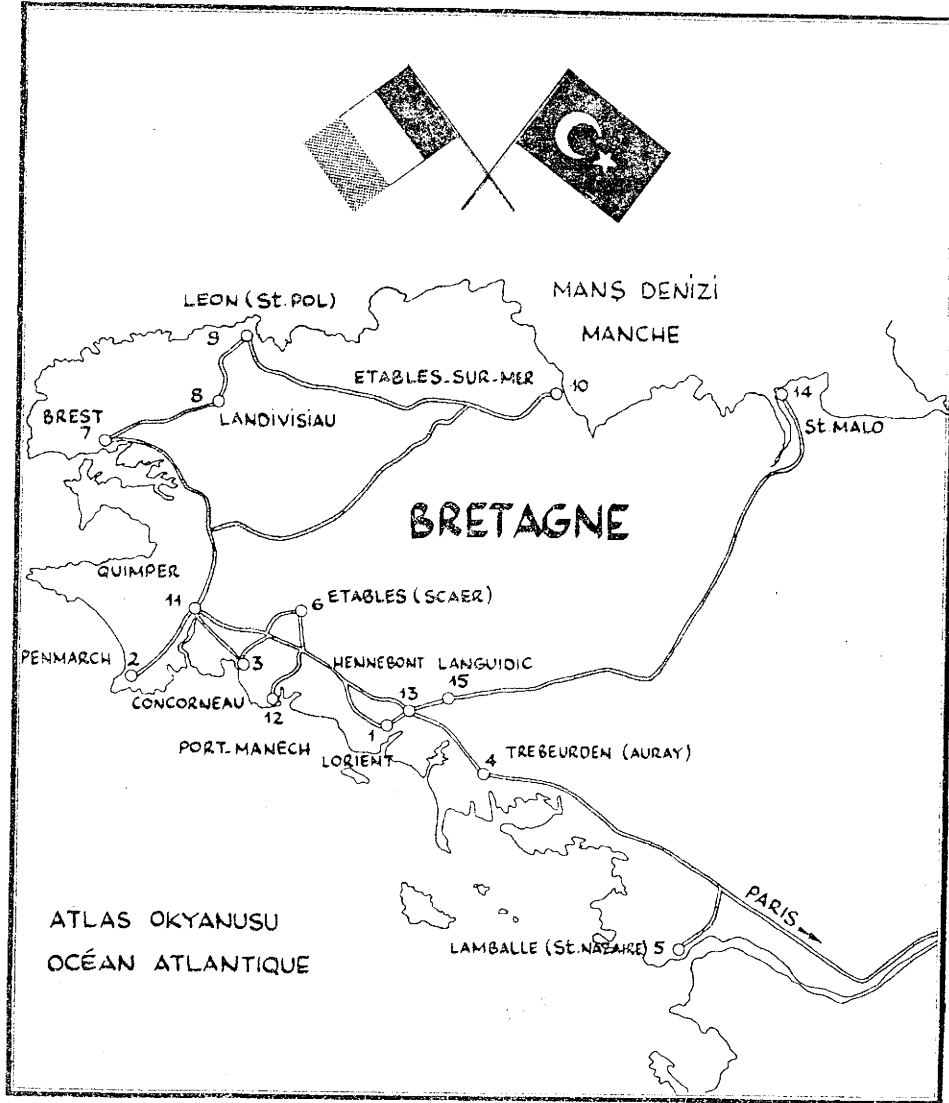 MANŞ DENİZİ
MANCHE
LEON (St. POL)
9
ETABLES-SUR-MER
10
14
St. MALO
8
LANDIVISIAU
BREST
7
BRETAGNE
QUIMPER
11
6
ETABLES (SCAER)
PENMARCH
2
3
HENNEBONT LANGUIDIC
15
CONCORNEAU
12
13
1
PORT-MANECH
LORIENT
4
TREBEURDEN (AURAY)
PARIS
ATLAS OKYANUSU
OCÉAN ATLANTIQUE
LAMBALLE (St. NAZAIRE)
5